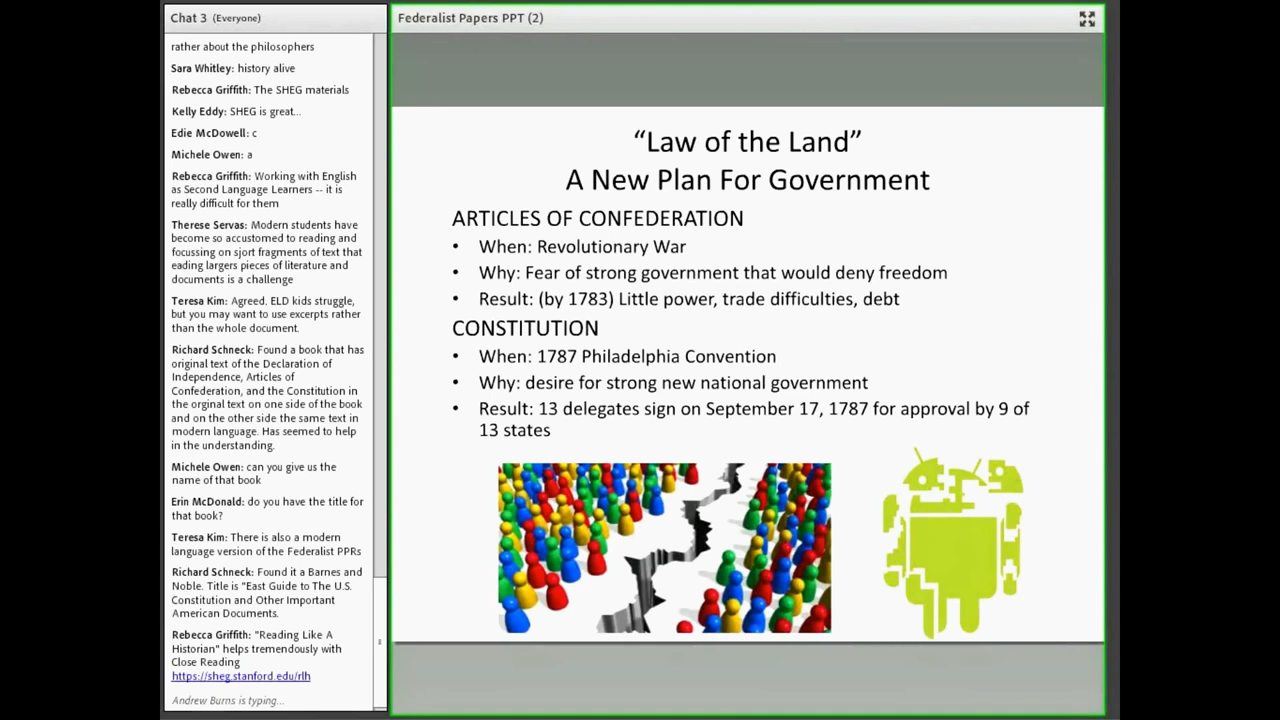 Chat 3 (Everyone)
rather about the philosophers
Sara Whitley: history alive
Rebecca Griffith: The SHEG materials
Kelly Eddy: SHEG is great...
Edie McDowell: c
Michele Owen: a
Rebecca Griffith: Working with English
as Second Language Learners -- it is
really difficult for them
Therese Servas: Modern students have
become so accustomed to reading and
focussing on sjort fragments of text that
eading largers pieces of literature and
documents is a challenge
Teresa Kim: Agreed. ELD kids struggle,
but you may want to use excerpts rather
than the whole document.
Richard Schneck: Found a book that has
original text of the Declaration of
Independence, Articles of
Confederation, and the Constitution in
the orginal text on one side of the book
and on the other side the same text in
modern language. Has seemed to help
in the understanding.
Michele Owen: can you give us the
name of that book
Erin McDonald: do you have the title for
that book?
Teresa Kim: There is also a modern
language version of the Federalist PPRs
Richard Schneck: Found it a Barnes and
Noble. Title is "East Guide to The U.S.
Constitution and Other Important
American Documents.
Rebecca Griffith: "Reading Like A
Historian" helps tremendously with
Close Reading
https://sheg.stanford.edu/rlh
Andrew Burns is typing...
Federalist Papers PPT (2)
“Law of the Land”
A New Plan For Government
ARTICLES OF CONFEDERATION
• When: Revolutionary War
• Why: Fear of strong government that would deny freedom
• Result: (by 1783) Little power, trade difficulties, debt
CONSTITUTION
• When: 1787 Philadelphia Convention
• Why: desire for strong new national government
• Result: 13 delegates sign on September 17, 1787 for approval by 9 of
13 states